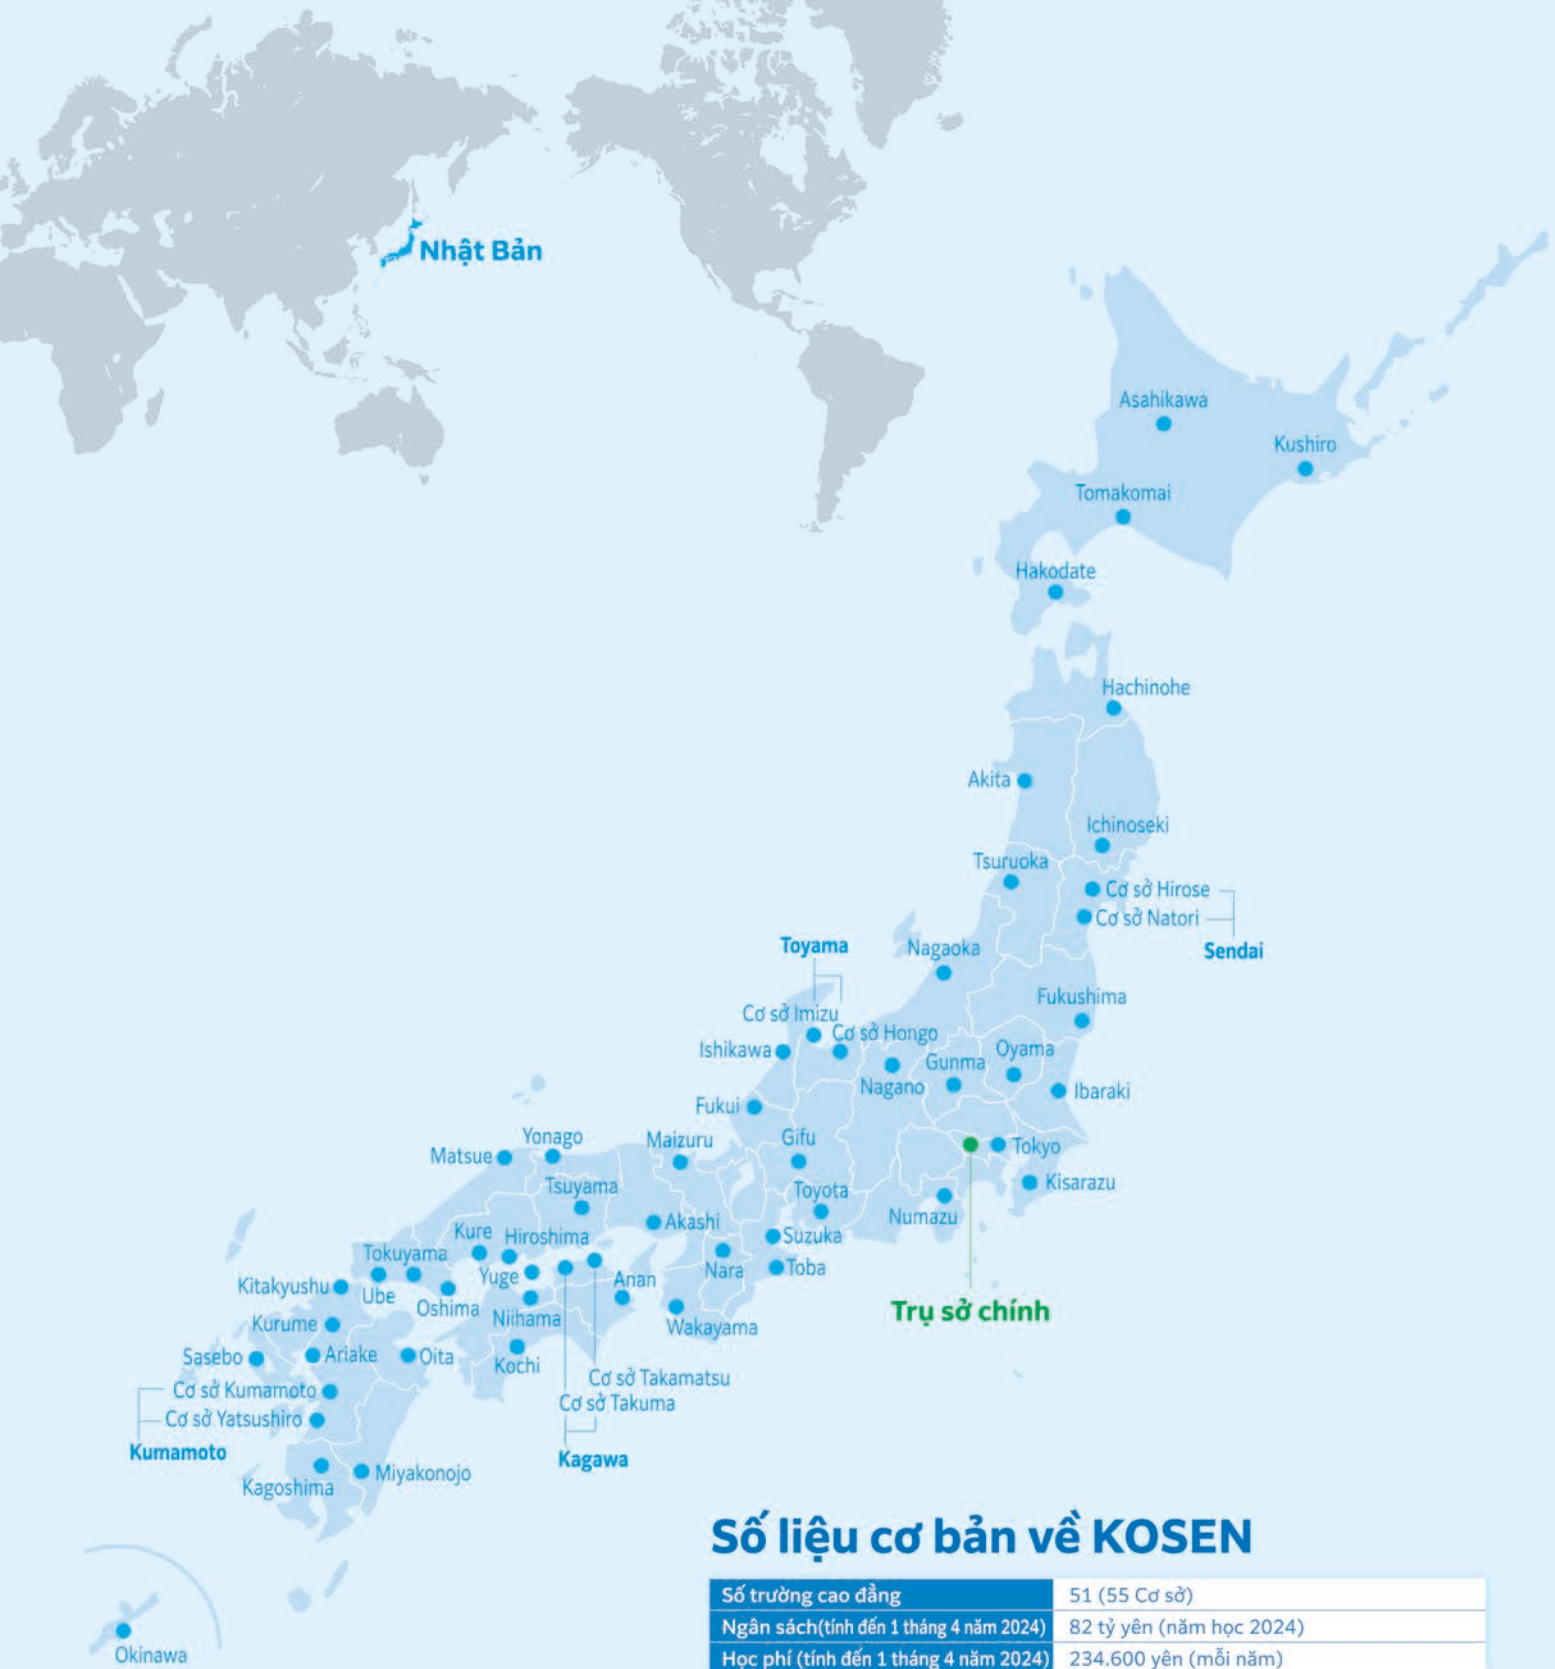 Nhật Bản
Asahikawa
Kushiro
Tomakomai
Hakodate
Hachinohe
Akita
Ichinoseki
Tsuruoka
Cơ sở Hirose
Cơ sở Natori
Sendai
Toyama
Nagaoka
Fukushima
Cơ sở Imizu
Cơ sở Hongo
Ishikawa
Gunma
Oyama
Nagano
Ibaraki
Fukui
Yonago
Maizuru
Gifu
Matsue
Tokyo
Tsuyama
Toyota
Kisarazu
Numazu
Akashi
Kure
Hiroshima
Suzuka
Tokuyama
Nara
Toba
Yuge
Anan
Kitakyushu
Ube
Oshima
Niihama
Trụ sở chính
Kurume
Wakayama
Sasebo
Ariake
Oita
Kochi
Cơ sở Takamatsu
Cơ sở Kumamoto
Cơ sở Takuma
Cơ sở Yatsushiro
Kumamoto
Kagawa
Miyakonojo
Kagoshima
Số liệu cơ bản về KOSEN
Số trường cao đẳng 51 (55 Cơ sở)
Ngân sách(tính đến 1 tháng 4 năm 2024) 82 tỷ yên (năm học 2024)
Học phí (tính đến 1 tháng 4 năm 2024) 234.600 yên (mỗi năm)
Okinawa